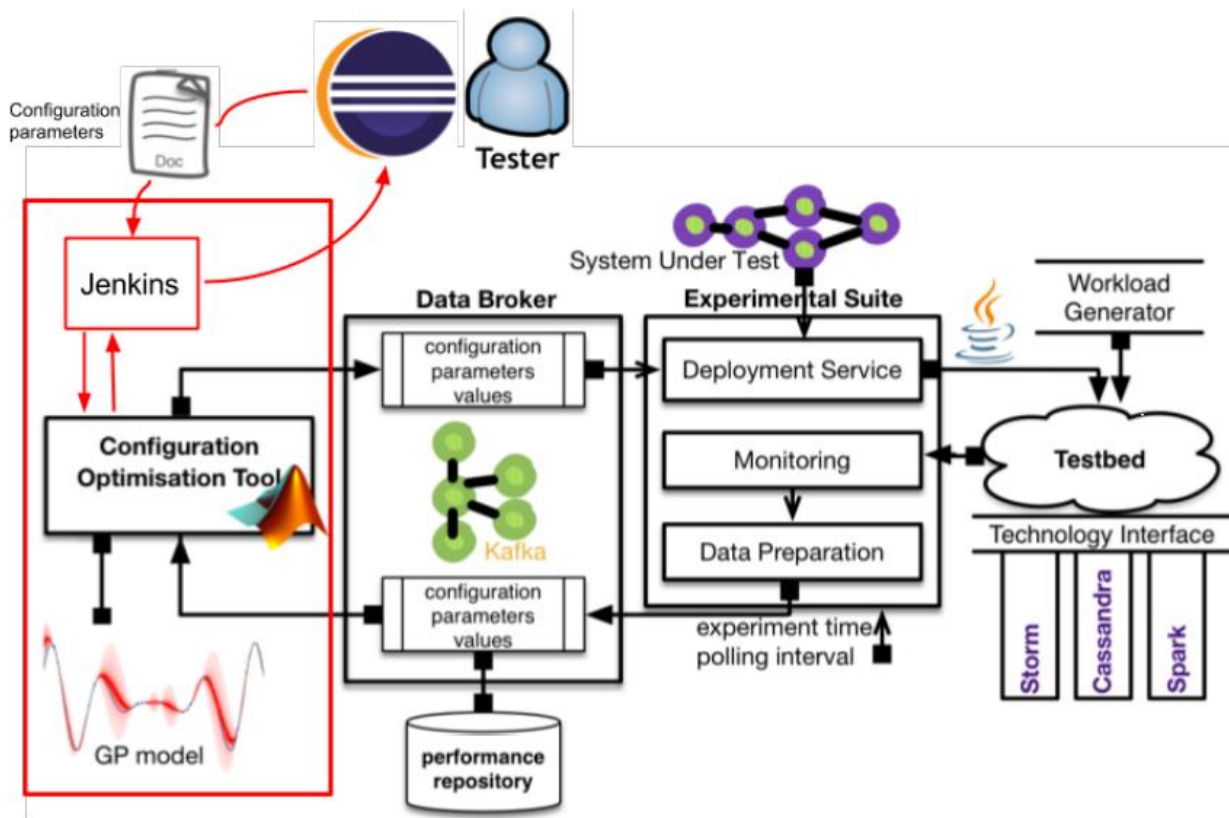 Configuration
parameters
Doc
Tester
Jenkins
System Under Test
Data Broker
Experimental Suite
Workload
Generator
configuration
parameters
values
Deployment Service
Configuration
Optimisation Tool
Monitoring
Testbed
Kafka
Data Preparation
Technology Interface
configuration
parameters
values
experiment time
polling interval
Storm
Cassandra
Spark
GP model
performance
repository